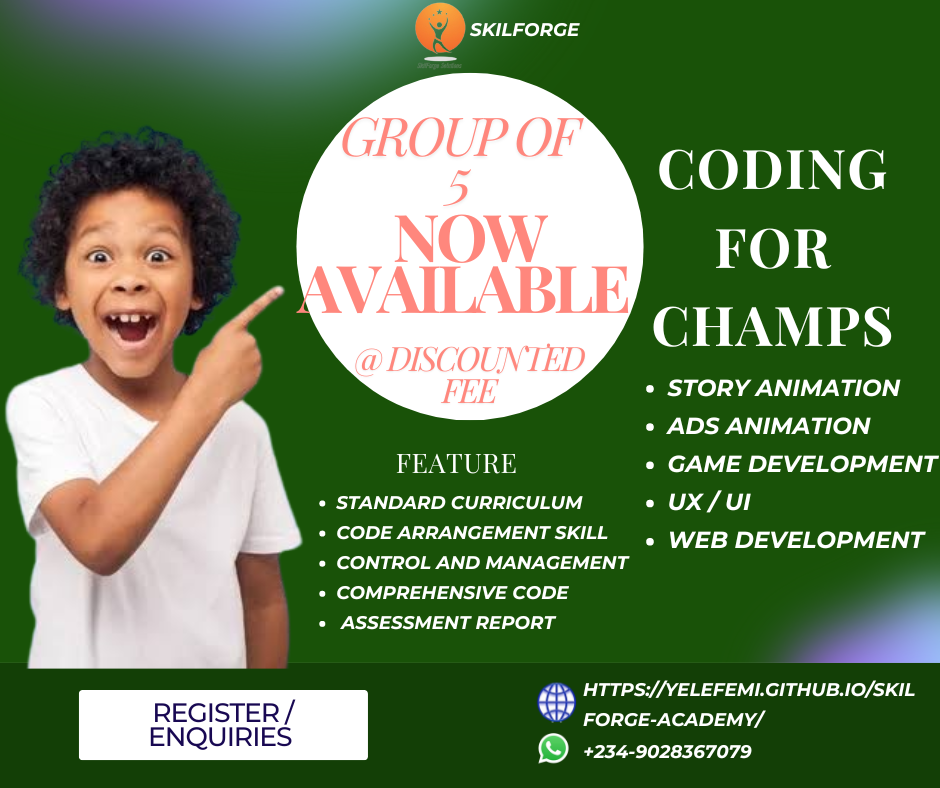 SKILFORGE
GROUP OF
5
NOW
AVAILABLE
@ DISCOUNTED
FEE
CODING
FOR
CHAMPS
• STORY ANIMATION
• ADS ANIMATION
• GAME DEVELOPMENT
• UX / UI
• WEB DEVELOPMENT
FEATURE
• STANDARD CURRICULUM
• CODE ARRANGEMENT SKILL
• CONTROL AND MANAGEMENT
• COMPREHENSIVE CODE
• ASSESSMENT REPORT
REGISTER /
ENQUIRIES
HTTPS://YELEFEMI.GITHUB.IO/SKIL
FORGE-ACADEMY/
+234-9028367079